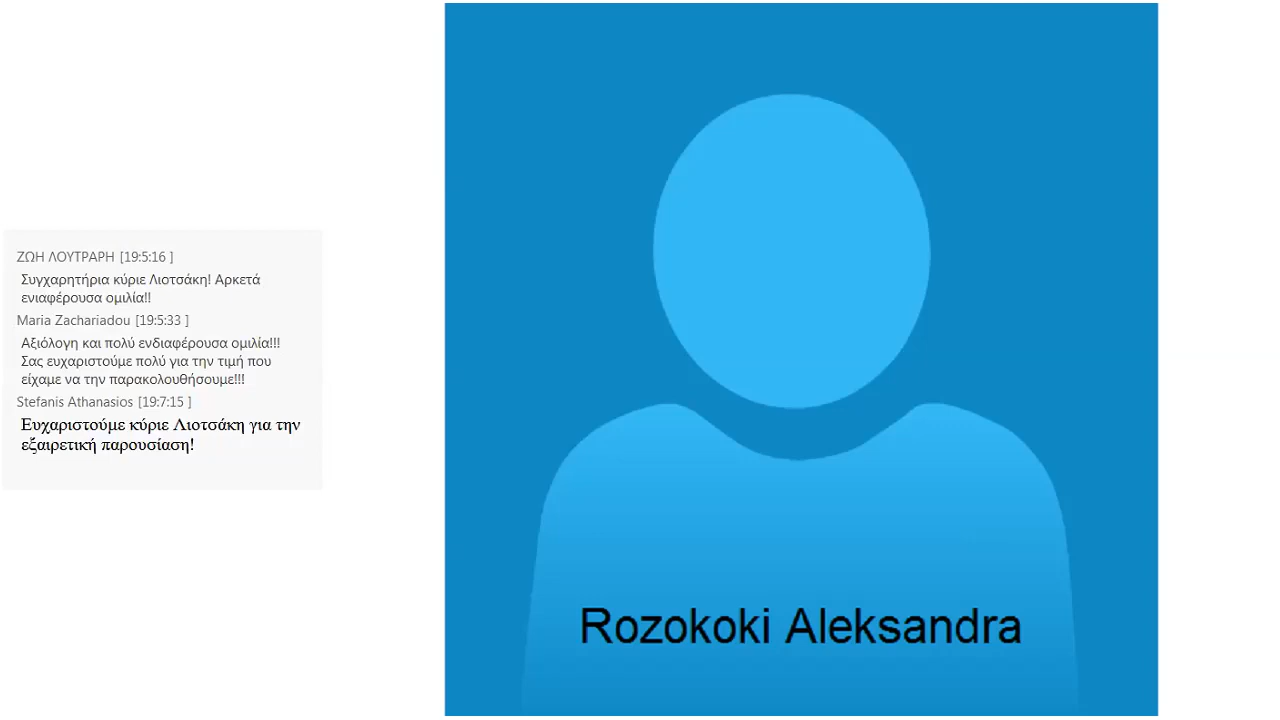 ΖΩΗ ΛΟΥΤΡΑΡΗ [19:5:16 ]
Συγχαρητήρια κύριε Λιοτσάκη! Αρκετά
ενιαφέρουσα ομιλία!!
Maria Zachariadou [19:5:33 ]
Αξιόλογη και πολύ ενδιαφέρουσα ομιλία!!!
Σας ευχαριστούμε πολύ για την τιμή που
είχαμε να την παρακολουθήσουμε!!!
Stefanis Athanasios [19:7:15 ]
Ευχαριστούμε κύριε Λιοτσάκη για την
εξαιρετική παρουσίαση!
Rozokoki Aleksandra